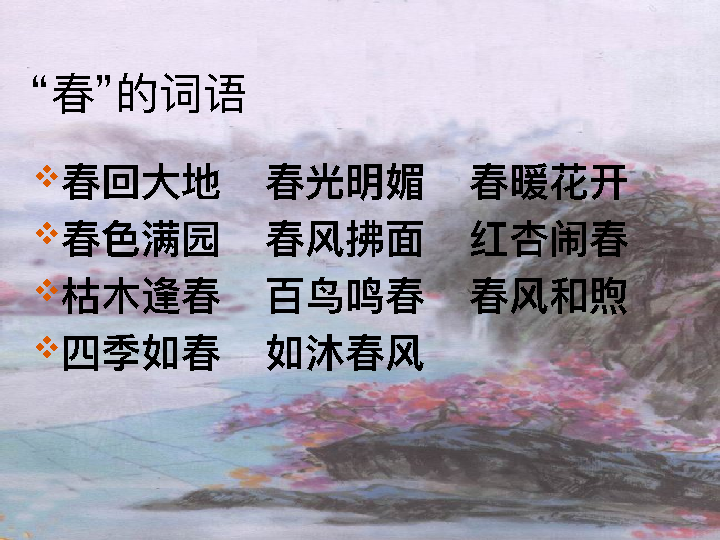 “春”的词语
春回大地 春光明媚 春暖花开
春色满园 春风拂面 红杏闹春
枯木逢春 百鸟鸣春 春风和煦
四季如春 如沐春风